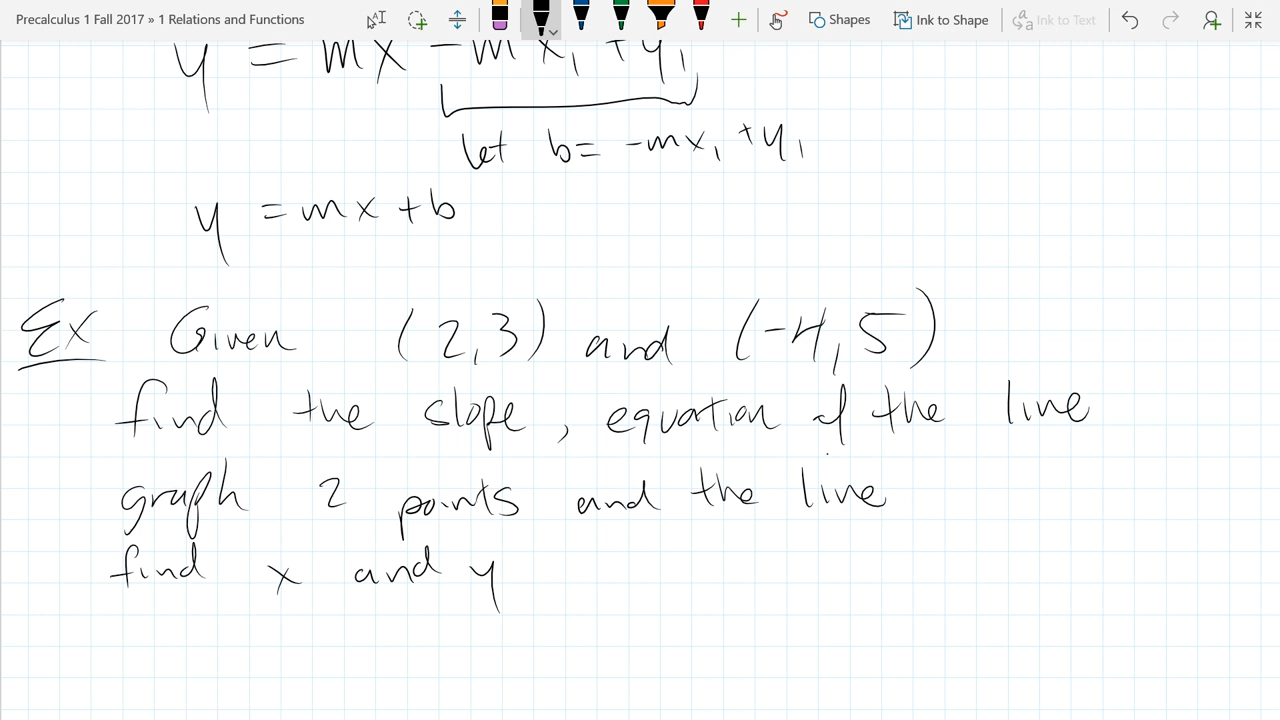 Precalculus 1 Fall 2017 » 1 Relations and Functions Shapes Ink to Shape Ink to Text
y = mx - mx₁ + y₁
let b = -mx₁ + y₁
y = mx + b
Ex Given (2,3) and (-4,5)
find the slope, equation of the line
graph 2 points and the line
find x and y